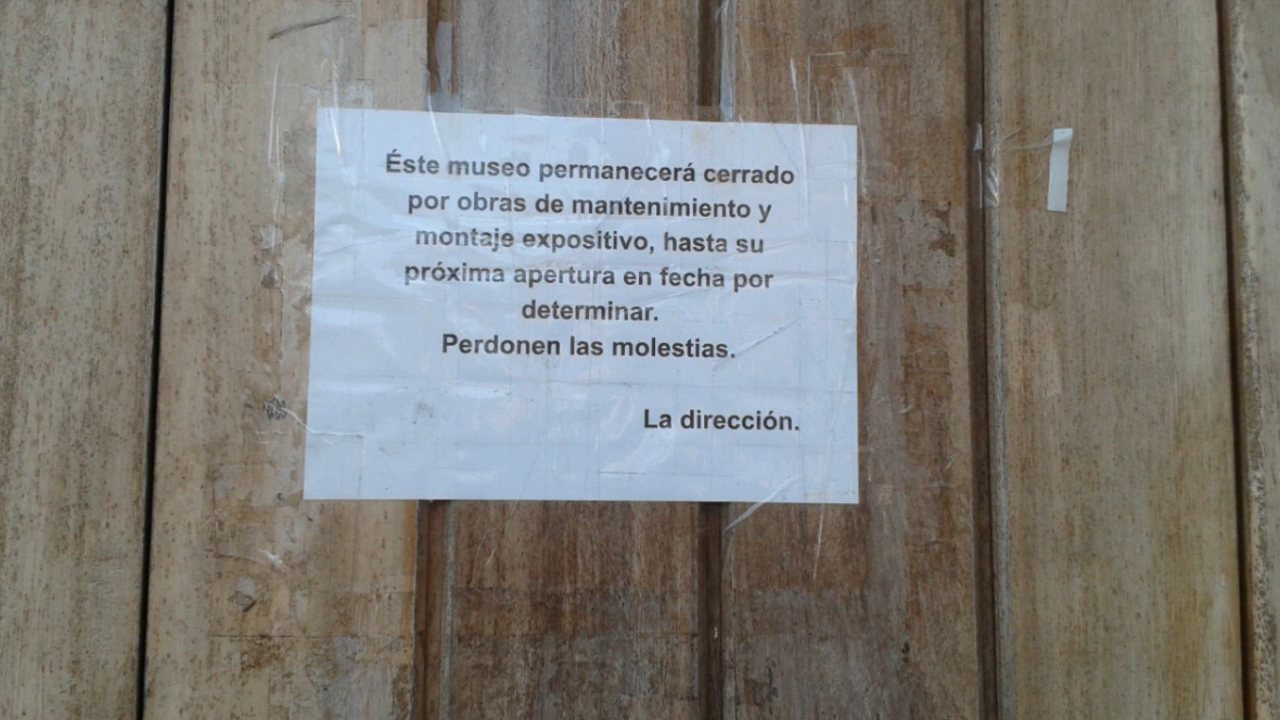 Éste museo permanecerá cerrado
por obras de mantenimiento y
montaje expositivo, hasta su
próxima apertura en fecha por
determinar.
Perdonen las molestias.
La dirección.